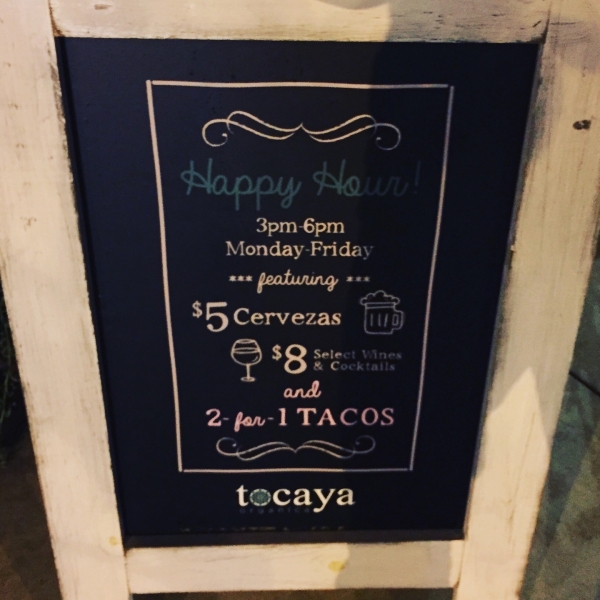 Happy Hour!
3pm-6pm
Monday-Friday
*** featuring ***
$5 Cervezas
$8 Select Wines
& Cocktails
and
2-for-1 TACOS
tocaya
organica